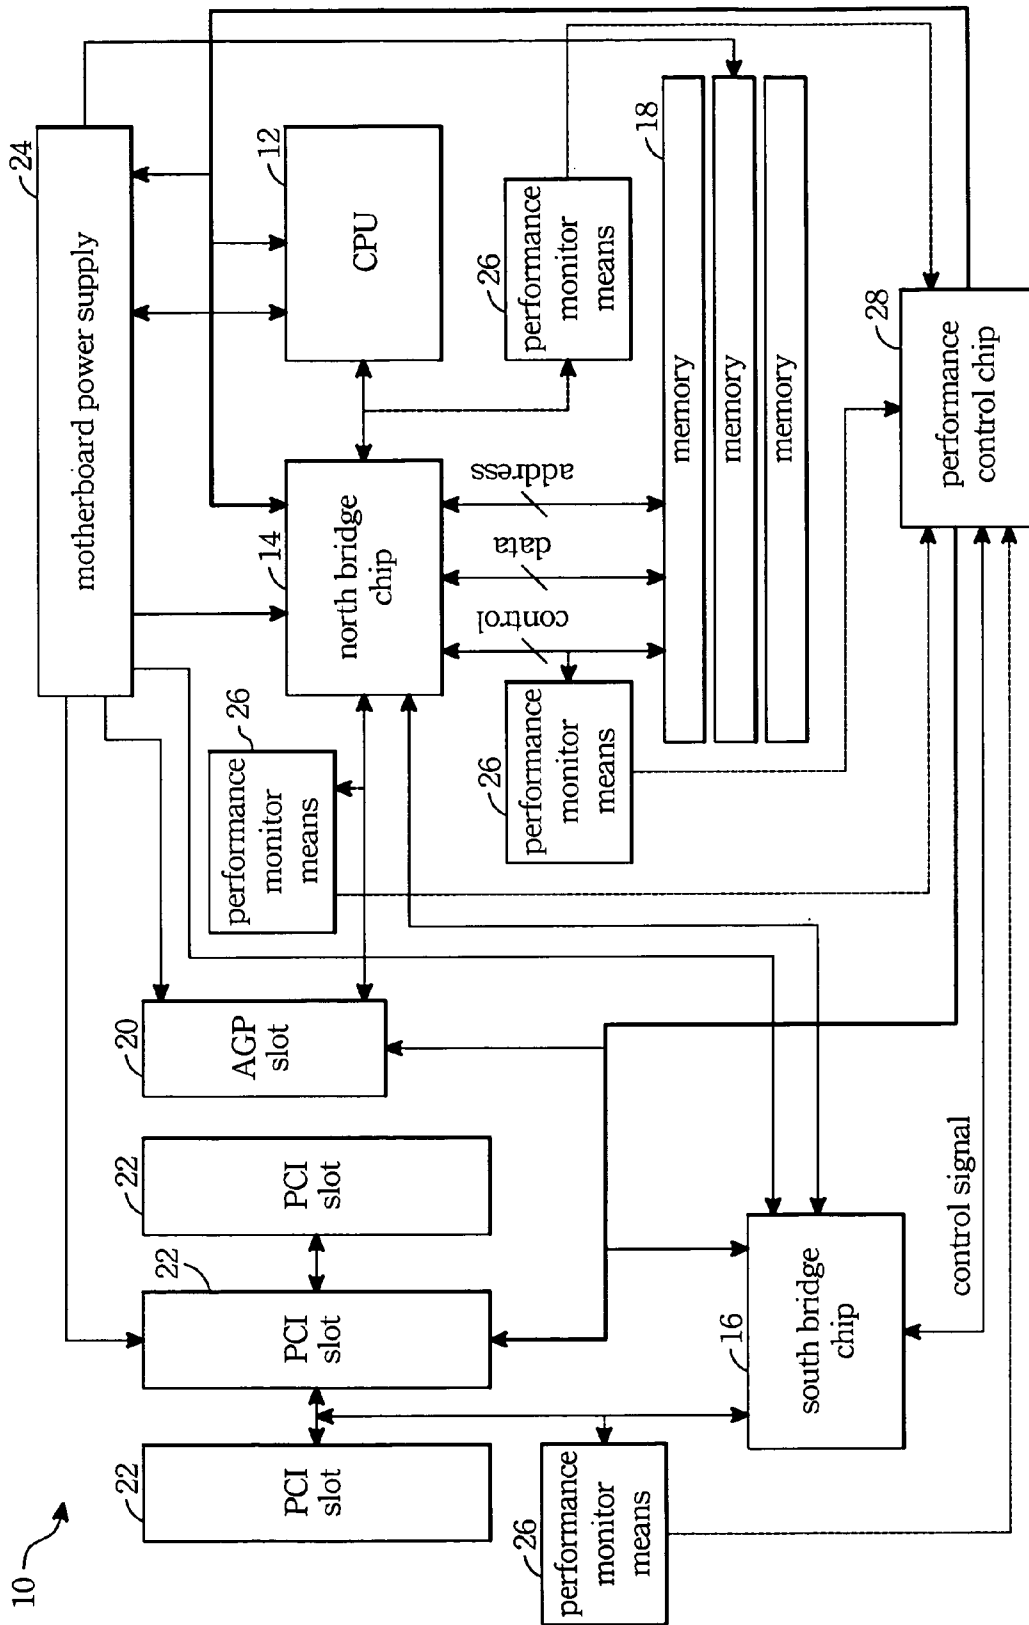 10
motherboard power supply
24
PCI
slot
22
PCI
slot
22
PCI
slot
22
AGP
slot
20
performance
monitor
means
26
north bridge
chip
14
CPU
12
control
data
address
performance
monitor
means
26
performance
monitor
means
26
performance
monitor
means
26
memory
18
memory
memory
south bridge
chip
16
control signal
performance
control chip
28